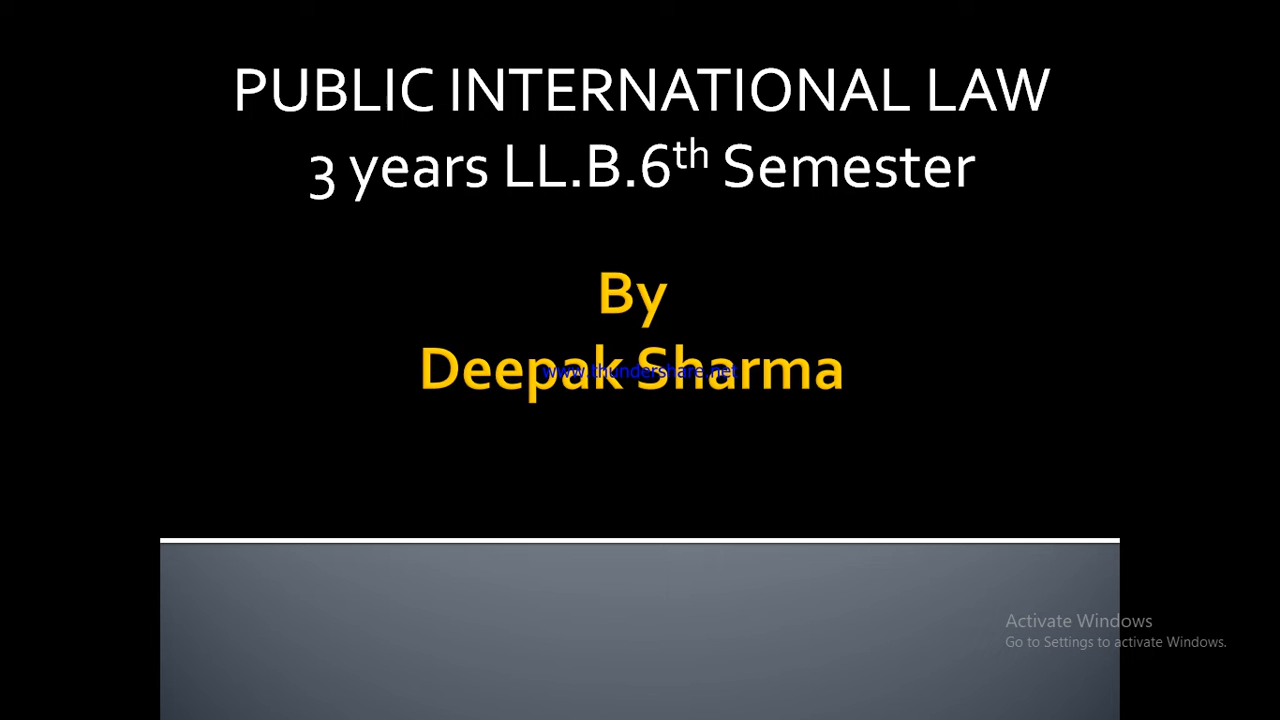 PUBLIC INTERNATIONAL LAW
3 years LL.B.6th Semester
By
Deepak Sharma
www.thundershare.net
Activate Windows
Go to Settings to activate Windows.